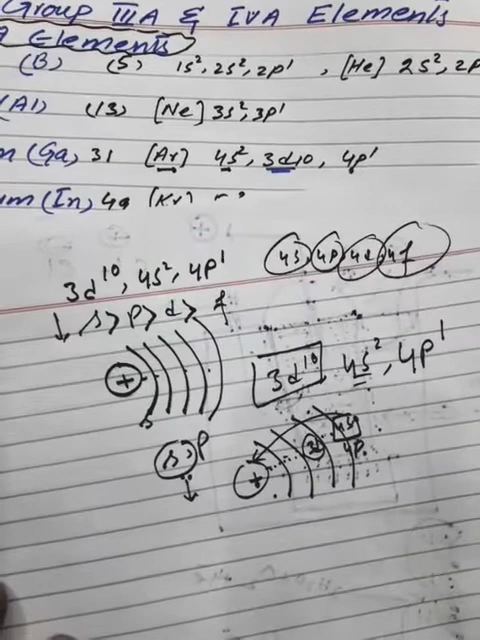 Group IIIA & IVA Elements
Elements
(B) (5) 1s², 2s², 2p¹, [He] 2s², 2p
(Al) (13) [Ne] 3s², 3p¹
m (Ga) 31 [Ar] 4s², 3d10, 4p¹
um (In) 49 [Kr]
4s 4p 4d 4f
3d¹⁰, 4s², 4p¹
↓ s > p > d > f
+
3d¹⁰ 4s², 4p¹
s
s > p
↓
3d 4s
4p
+